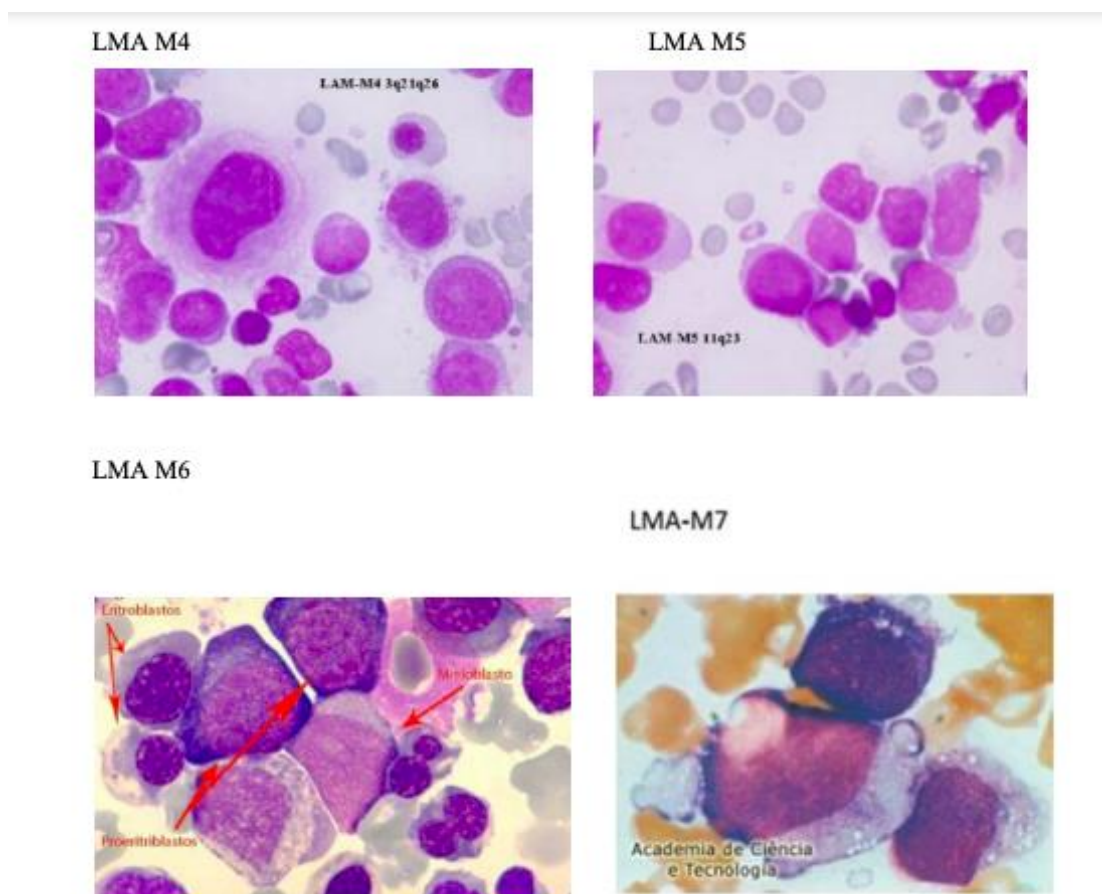 LMA M4
LMA M5
LAM-M4 3q21q26
LAM-M5 11q23
LMA M6
LMA-M7
Eritroblastos
Mieloblasto
Proeritriblastos
Academia de Ciência
e Tecnologia